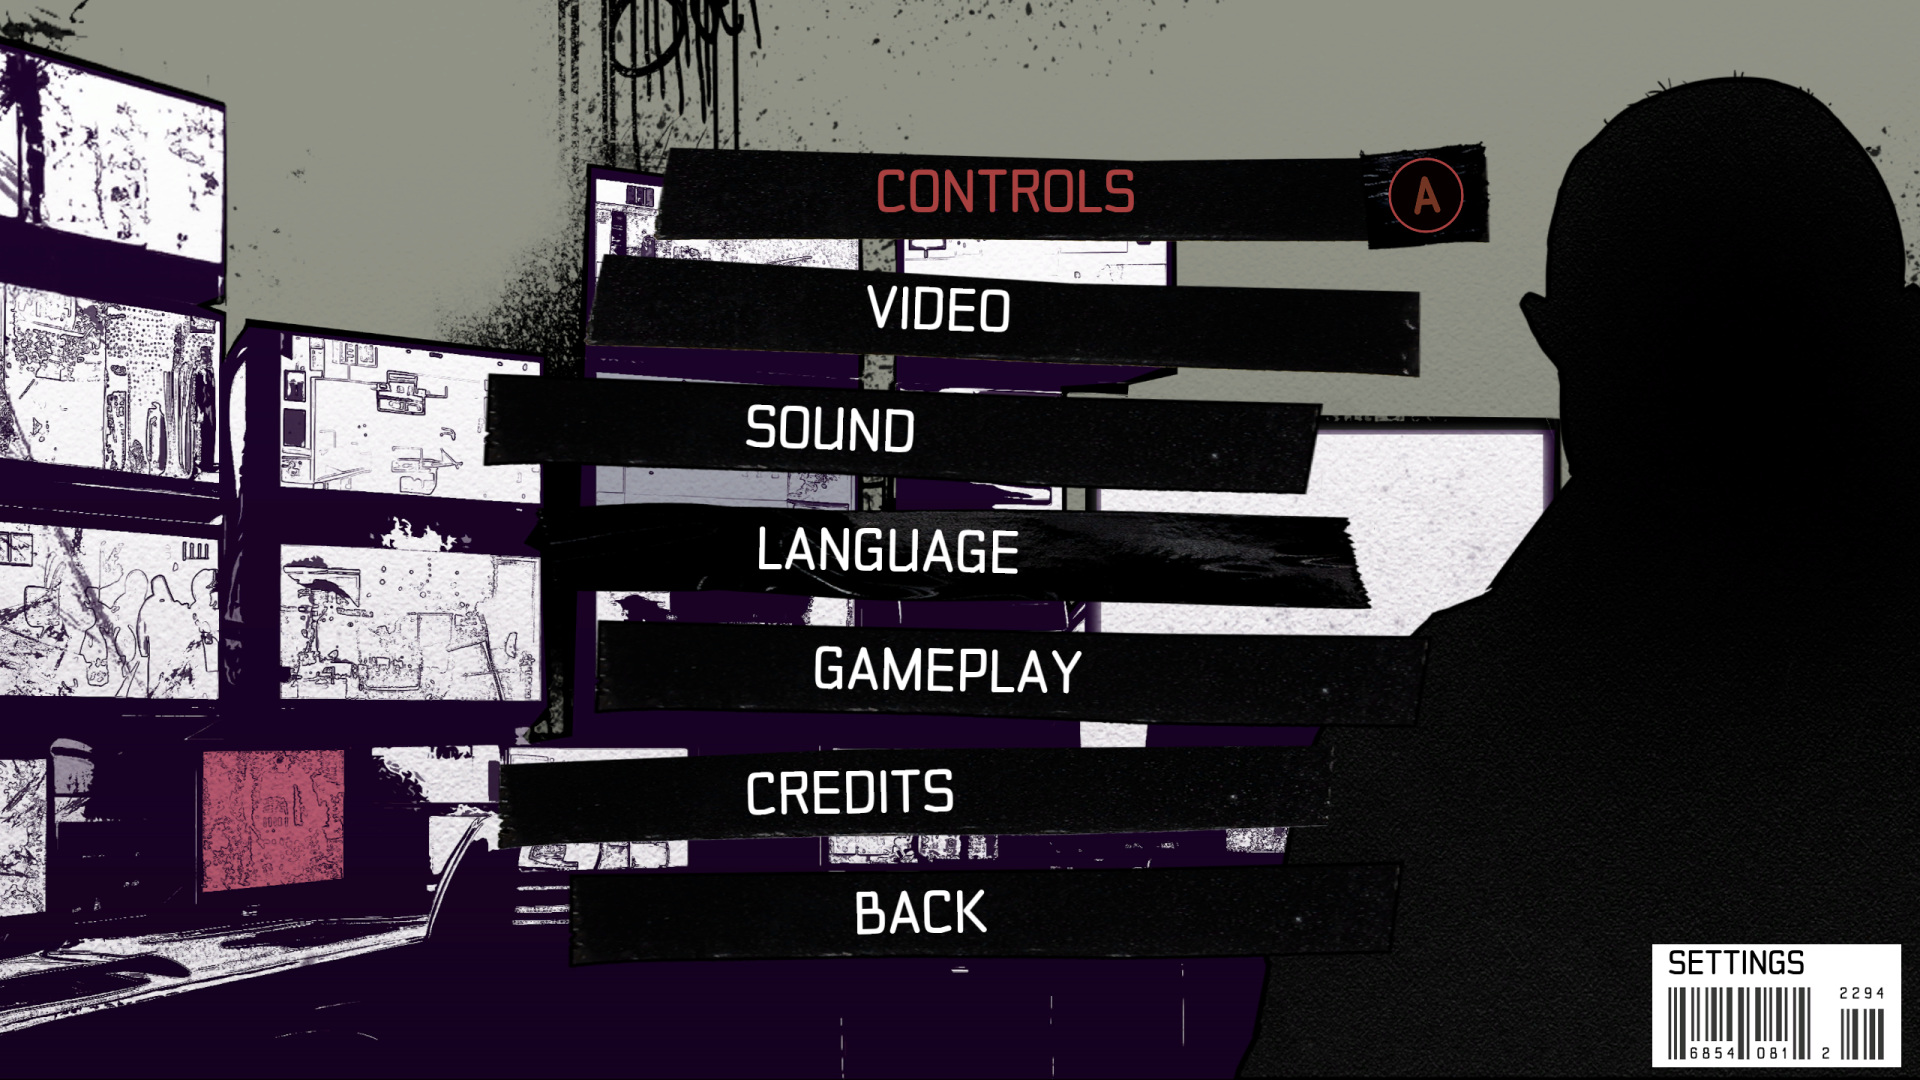 CONTROLS A
VIDEO
SOUND
LANGUAGE
GAMEPLAY
CREDITS
BACK
SETTINGS
2294
6854 081 2